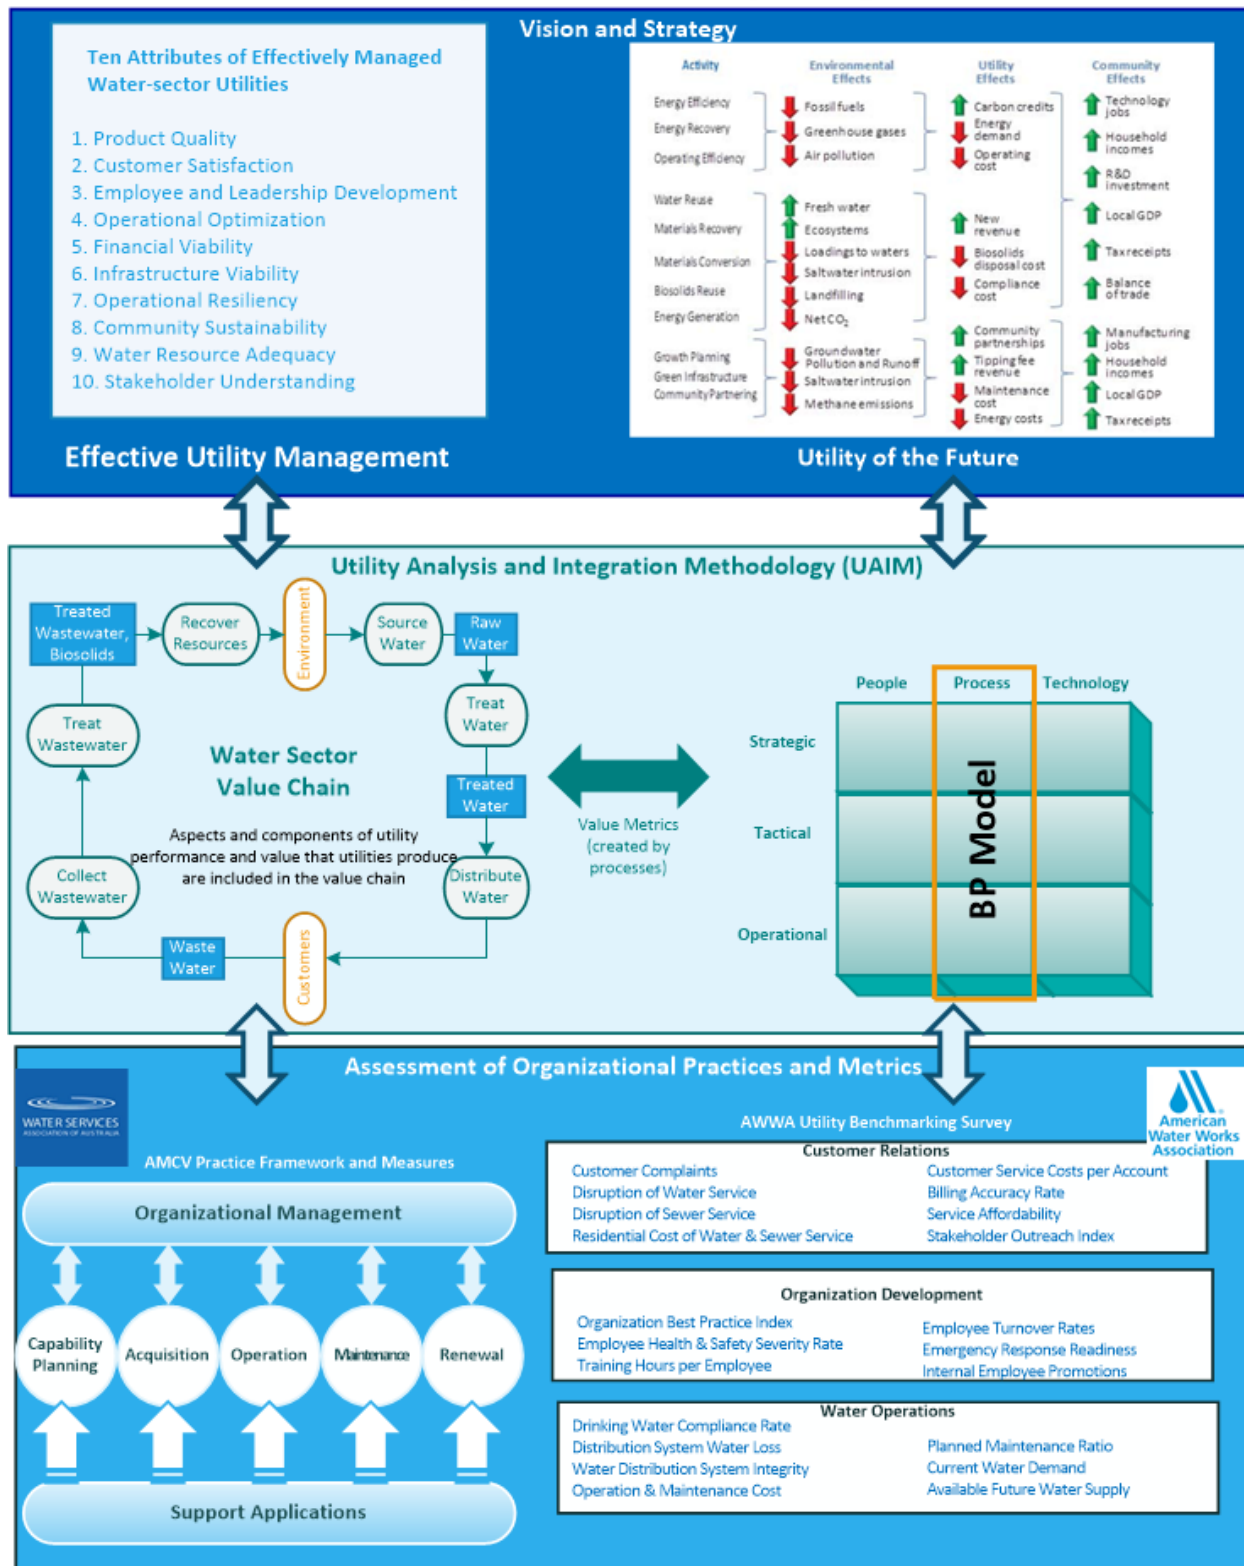 Vision and Strategy
Ten Attributes of Effectively Managed
Water-sector Utilities
1. Product Quality
2. Customer Satisfaction
3. Employee and Leadership Development
4. Operational Optimization
5. Financial Viability
6. Infrastructure Viability
7. Operational Resiliency
8. Community Sustainability
9. Water Resource Adequacy
10. Stakeholder Understanding
Effective Utility Management
Activity
Environmental
Effects
Utility
Effects
Community
Effects
Energy Efficiency
Energy Recovery
Operating Efficiency
Fossil fuels
Greenhouse gases
Air pollution
Carbon credits
Energy
demand
Operating
cost
Technology
jobs
Household
incomes
R&D
investment
Local GDP
Tax receipts
Balance
of trade
Water Reuse
Materials Recovery
Materials Conversion
Biosolids Reuse
Energy Generation
Fresh water
Ecosystems
Loadings to waters
Saltwater intrusion
Landfilling
Net CO₂
New
revenue
Biosolids
disposal cost
Compliance
cost
Growth Planning
Green Infrastructure
Community Partnering
Groundwater
Pollution and Runoff
Saltwater intrusion
Methane emissions
Community
partnerships
Tipping fee
revenue
Maintenance
cost
Energy costs
Manufacturing
jobs
Household
incomes
Local GDP
Tax receipts
Utility of the Future
Utility Analysis and Integration Methodology (UAIM)
Treated
Wastewater,
Biosolids
Recover
Resources
Environment
Source
Water
Raw
Water
Treat
Water
Treated
Water
Distribute
Water
Customers
Waste
Water
Collect
Wastewater
Treat
Wastewater
Water Sector
Value Chain
Aspects and components of utility
performance and value that utilities produce
are included in the value chain
Value Metrics
(created by
processes)
People
Process
Technology
Strategic
Tactical
Operational
BP Model
Assessment of Organizational Practices and Metrics
WATER SERVICES
ASSOCIATION OF AUSTRALIA
AMCV Practice Framework and Measures
Organizational Management
Capability
Planning
Acquisition
Operation
Maintenance
Renewal
Support Applications
AWWA Utility Benchmarking Survey
American
Water Works
Association
®
Customer Relations
Customer Complaints
Disruption of Water Service
Disruption of Sewer Service
Residential Cost of Water & Sewer Service
Customer Service Costs per Account
Billing Accuracy Rate
Service Affordability
Stakeholder Outreach Index
Organization Development
Organization Best Practice Index
Employee Health & Safety Severity Rate
Training Hours per Employee
Employee Turnover Rates
Emergency Response Readiness
Internal Employee Promotions
Water Operations
Drinking Water Compliance Rate
Distribution System Water Loss
Water Distribution System Integrity
Operation & Maintenance Cost
Planned Maintenance Ratio
Current Water Demand
Available Future Water Supply